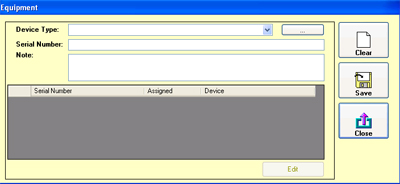 Equipment
Device Type:
...
Clear
Serial Number:
Note:
Save
Serial Number Assigned Device
Close
Edit